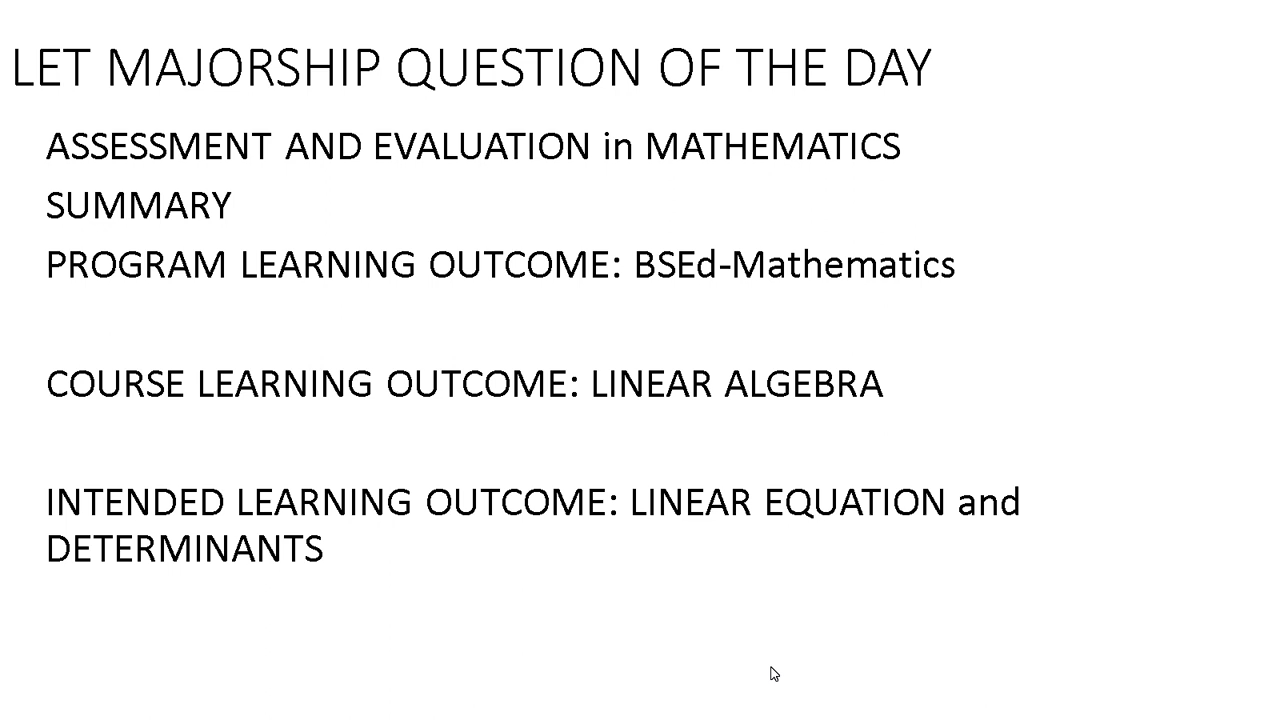 LET MAJORSHIP QUESTION OF THE DAY
ASSESSMENT AND EVALUATION in MATHEMATICS
SUMMARY
PROGRAM LEARNING OUTCOME: BSEd-Mathematics
COURSE LEARNING OUTCOME: LINEAR ALGEBRA
INTENDED LEARNING OUTCOME: LINEAR EQUATION and
DETERMINANTS